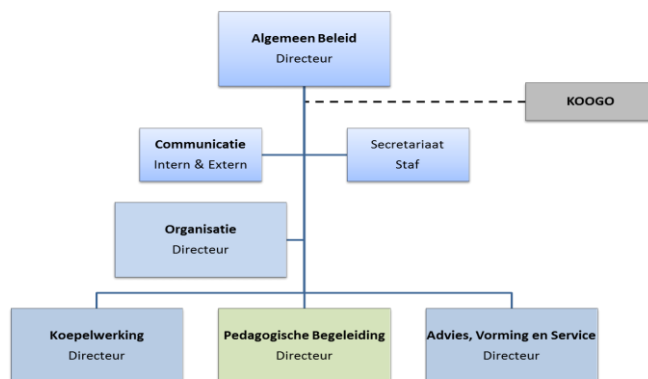 Algemeen Beleid
Directeur
KOOGO
Communicatie
Intern & Extern
Secretariaat
Staf
Organisatie
Directeur
Koepelwerking
Directeur
Pedagogische Begeleiding
Directeur
Advies, Vorming en Service
Directeur